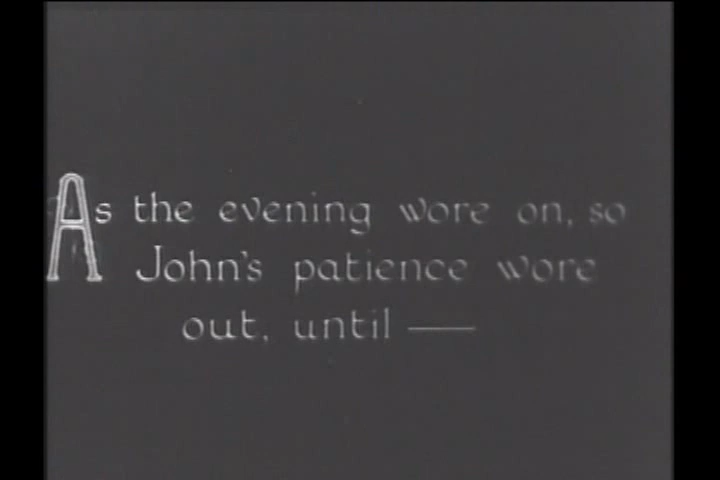 As the evening wore on, so
John's patience wore
out, until —